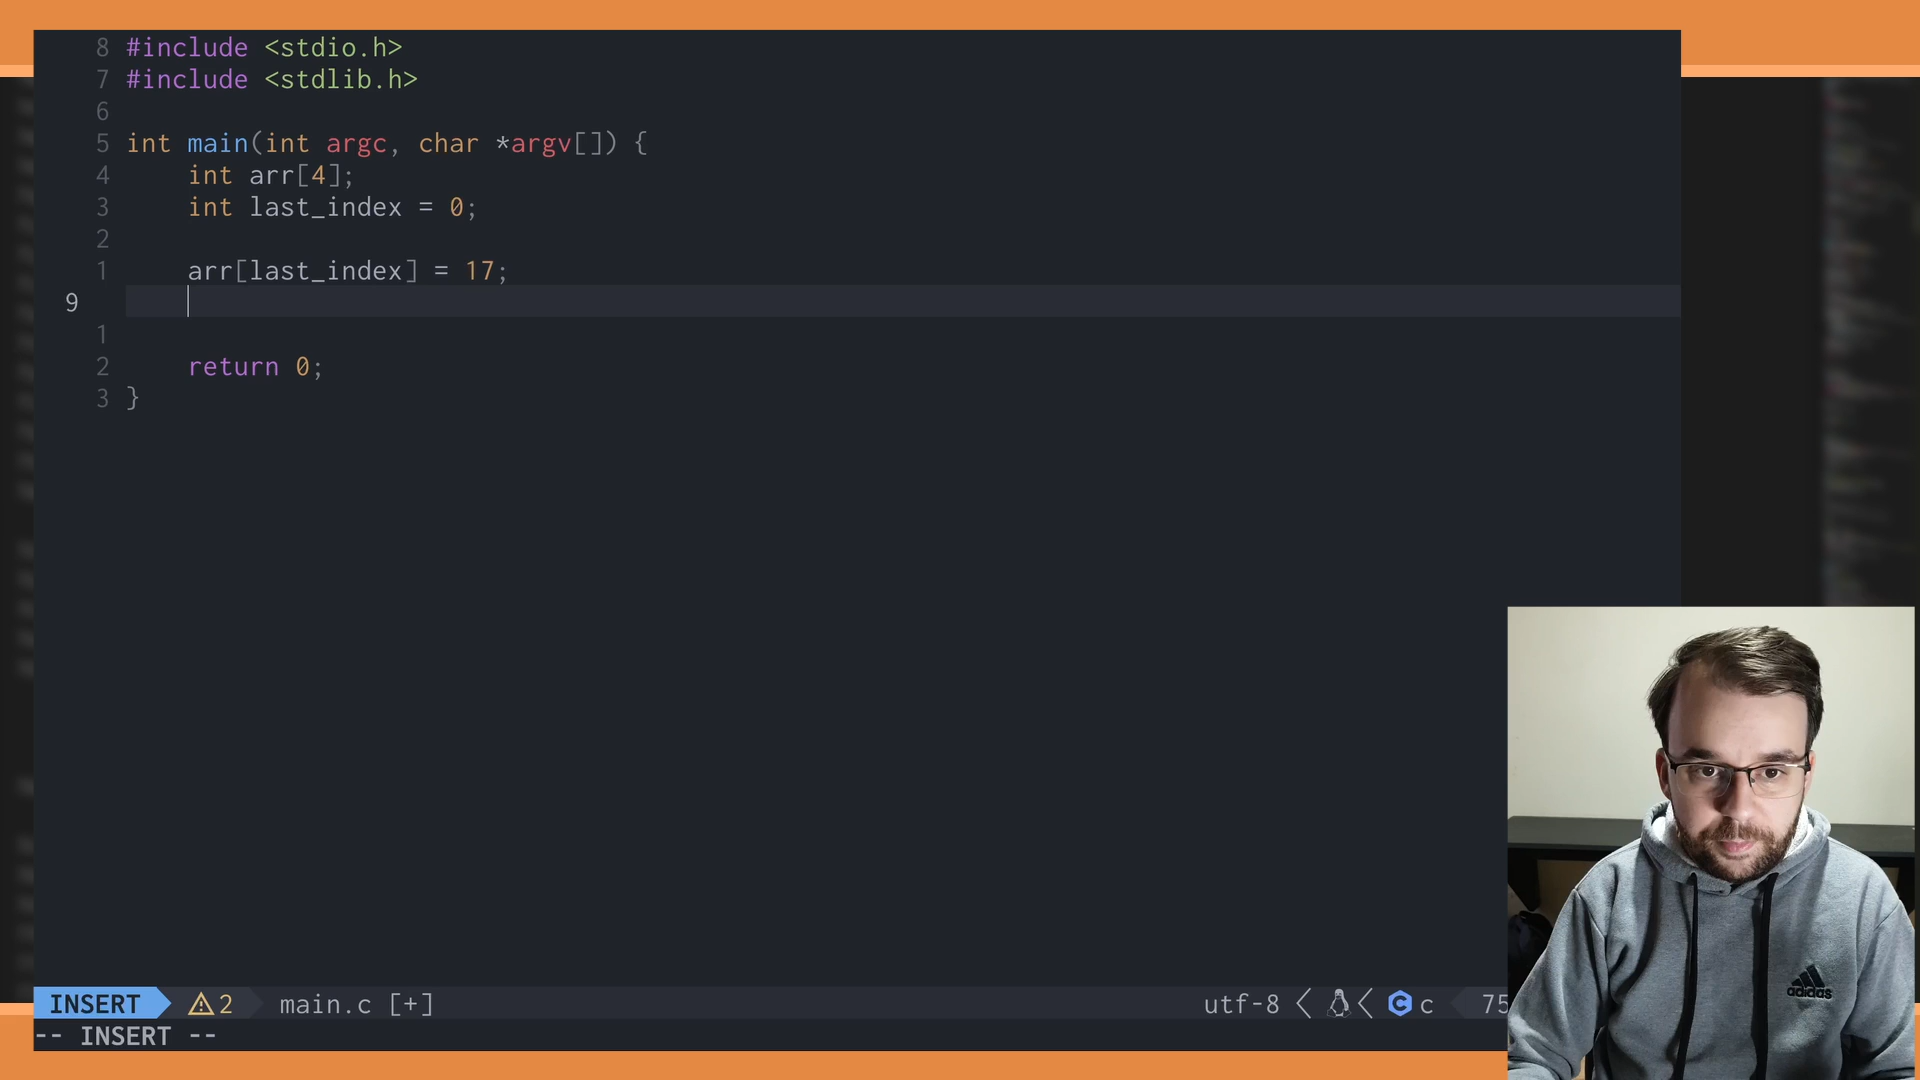 8 #include <stdio.h>
7 #include <stdlib.h>
6
5 int main(int argc, char *argv[]) {
4     int arr[4];
3     int last_index = 0;
2
1     arr[last_index] = 17;
9
1
2     return 0;
3 }
INSERT 2 main.c [+] utf-8 c 75
-- INSERT --
adidas